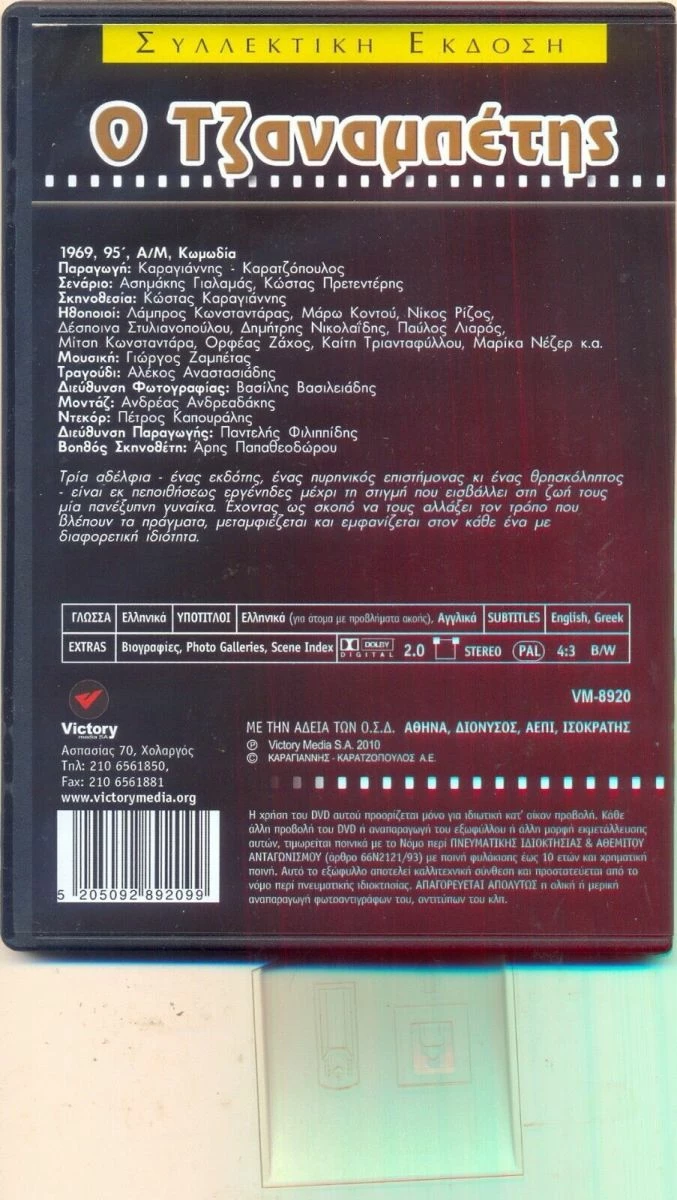 ΣΥΛΛΕΚΤΙΚΗ ΕΚΔΟΣΗ
Ο Τζαναμπέτης
1969, 95΄, Α/Μ, Κωμωδία
Παραγωγή: Καραγιάννης - Καρατζόπουλος
Σενάριο: Ασημάκης Γιαλαμάς, Κώστας Πρετεντέρης
Σκηνοθεσία: Κώστας Καραγιάννης
Ηθοποιοί: Λάμπρος Κωνσταντάρας, Μάρω Κοντού, Νίκος Ρίζος,
Δέσποινα Στυλιανοπούλου, Δημήτρης Νικολαΐδης, Παύλος Λιάρος,
Μίτση Κωνσταντάρα, Ορφέας Ζάχος, Καίτη Τριανταφύλλου, Μαρίκα Νέζερ κ.α.
Μουσική: Γιώργος Ζαμπέτας
Τραγούδι: Αλέκος Αναστασιάδης
Διεύθυνση Φωτογραφίας: Βασίλης Βασιλειάδης
Μοντάζ: Ανδρέας Ανδρεαδάκης
Ντεκόρ: Πέτρος Καπουράλης
Διεύθυνση Παραγωγής: Παντελής Φιλιππίδης
Βοηθός Σκηνοθέτη: Άρης Παπαθεοδώρου
Τρία αδέλφια - ένας εκδότης, ένας πυρηνικός επιστήμονας κι ένας θρησκόληπτος
- είναι εκ πεποιθήσεως εργένηδες μέχρι τη στιγμή που εισβάλλει στη ζωή τους
μία πανέξυπνη γυναίκα. Έχοντας ως σκοπό να τους αλλάξει τον τρόπο που
βλέπουν τα πράγματα, μεταμφιέζεται και εμφανίζεται στον κάθε ένα με
διαφορετική ιδιότητα.
ΓΛΩΣΣΑ Ελληνικά ΥΠΟΤΙΤΛΟΙ Ελληνικά (για άτομα με προβλήματα ακοής), Αγγλικά SUBTITLES English, Greek
EXTRAS Βιογραφίες, Photo Galleries, Scene Index DOLBY DIGITAL 2.0 STEREO PAL 4:3 B/W
VM-8920
Victory
media SA
Ασπασίας 70, Χολαργός
Τηλ: 210 6561850,
Fax: 210 6561881
www.victorymedia.org
ΜΕ ΤΗΝ ΑΔΕΙΑ ΤΩΝ Ο.Σ.Δ. ΑΘΗΝΑ, ΔΙΟΝΥΣΟΣ, ΑΕΠΙ, ΙΣΟΚΡΑΤΗΣ
℗ Victory Media S.A. 2010
© ΚΑΡΑΓΙΑΝΝΗΣ - ΚΑΡΑΤΖΟΠΟΥΛΟΣ Α.Ε.
Η χρήση του DVD αυτού προορίζεται μόνο για ιδιωτική κατ' οίκον προβολή. Κάθε
άλλη προβολή του DVD ή αναπαραγωγή του εξωφύλλου ή άλλη μορφή εκμετάλλευσης
αυτών, τιμωρείται ποινικά με το Νόμο περί ΠΝΕΥΜΑΤΙΚΗΣ ΙΔΙΟΚΤΗΣΙΑΣ & ΑΘΕΜΙΤΟΥ
ΑΝΤΑΓΩΝΙΣΜΟΥ (άρθρο 66Ν2121/93) με ποινή φυλάκισης έως 10 ετών και χρηματική
ποινή. Αυτό το εξώφυλλο αποτελεί καλλιτεχνική σύνθεση και προστατεύεται από το
νόμο περί πνευματικής ιδιοκτησίας. ΑΠΑΓΟΡΕΥΕΤΑΙ ΑΠΟΛΥΤΩΣ η ολική ή μερική
αναπαραγωγή φωτοαντιγράφων του, αντιτύπων του κλπ.
5 205092 892099